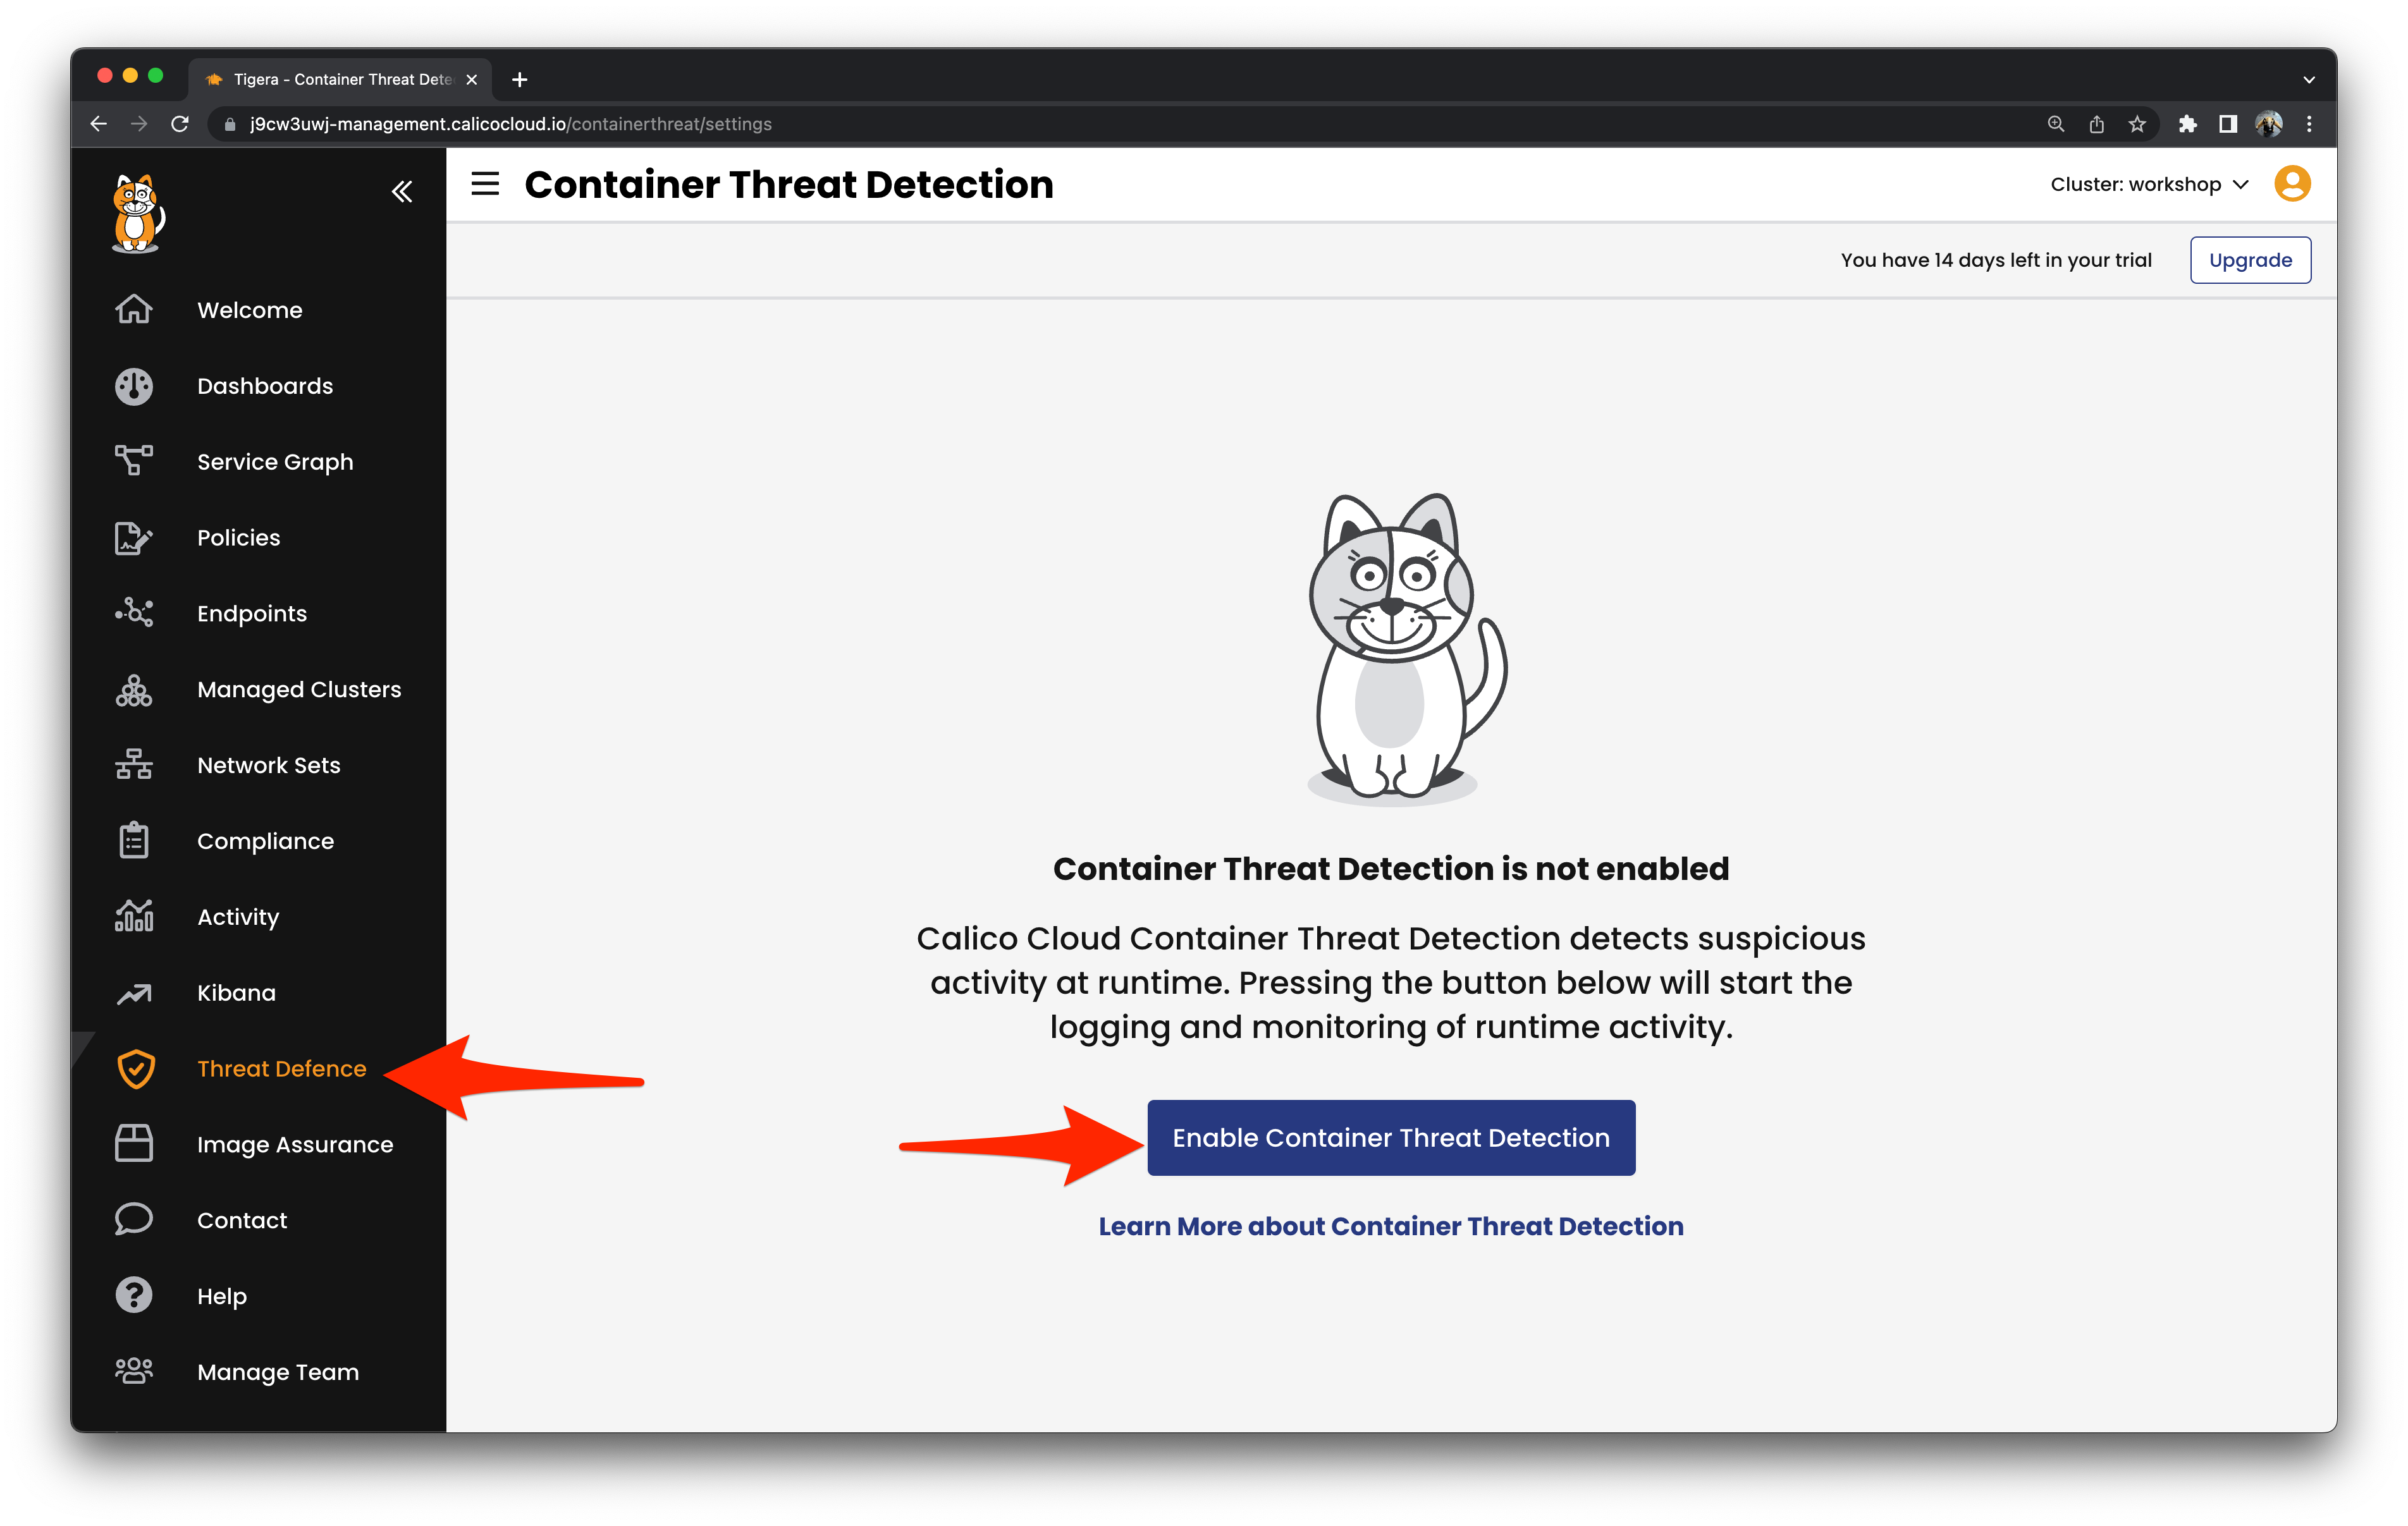 Tigera - Container Threat Dete
j9cw3uwj-management.calicocloud.io/containerthreat/settings
Container Threat Detection
Cluster: workshop
You have 14 days left in your trial
Upgrade
Welcome
Dashboards
Service Graph
Policies
Endpoints
Managed Clusters
Network Sets
Compliance
Activity
Kibana
Threat Defence
Image Assurance
Contact
Help
Manage Team
Container Threat Detection is not enabled
Calico Cloud Container Threat Detection detects suspicious
activity at runtime. Pressing the button below will start the
logging and monitoring of runtime activity.
Enable Container Threat Detection
Learn More about Container Threat Detection